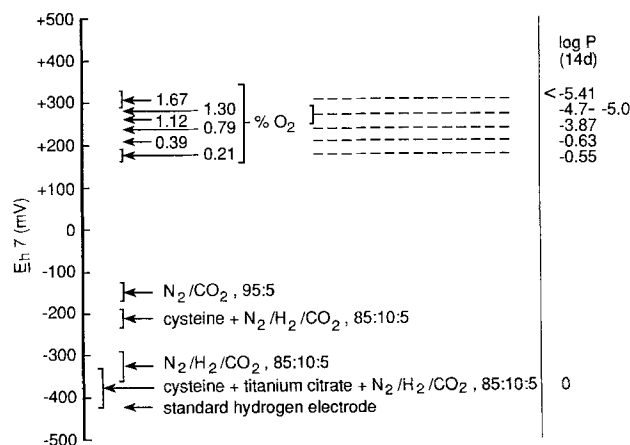 +500
log P
+400
(14d)
< -5.41
+300
1.67
1.30
-4.7- -5.0
1.12
0.79
% O2
-3.87
+200
0.39
-0.63
0.21
-0.55
+100
Eh 7 (mV)
0
-100
N2/CO2 , 95:5
-200
cysteine + N2/H2/CO2, 85:10:5
-300
N2/H2/CO2, 85:10:5
cysteine + titanium citrate + N2/H2/CO2, 85:10:5
0
-400
standard hydrogen electrode
-500